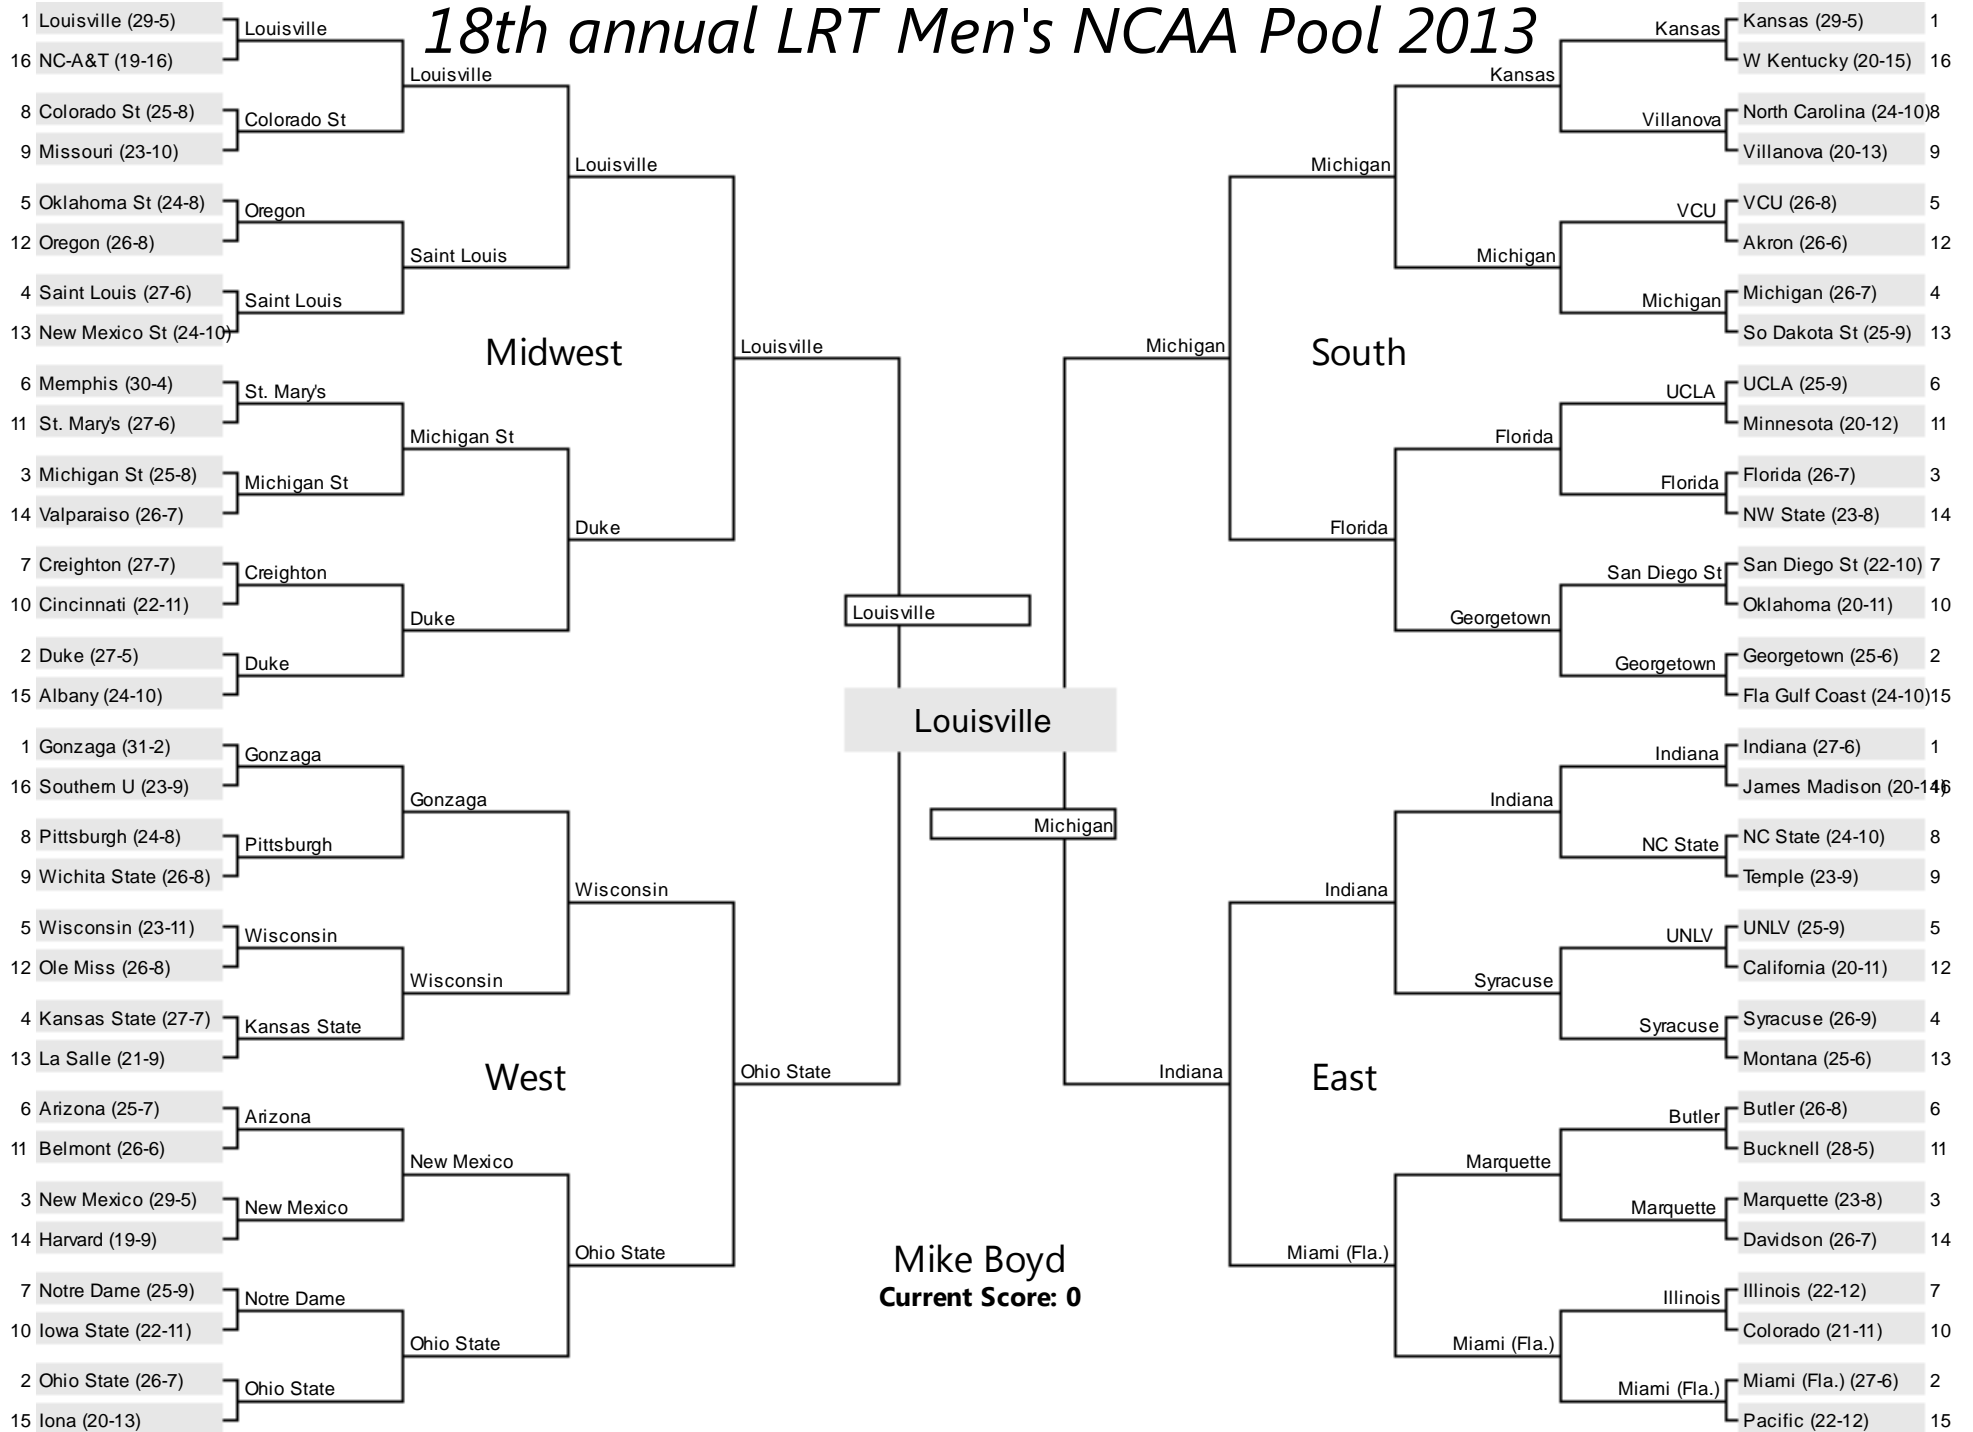 18th annual LRT Men's NCAA Pool 2013
1 Louisville (29-5)
16 NC-A&T (19-16)
8 Colorado St (25-8)
9 Missouri (23-10)
5 Oklahoma St (24-8)
12 Oregon (26-8)
4 Saint Louis (27-6)
13 New Mexico St (24-10)
6 Memphis (30-4)
11 St. Mary's (27-6)
3 Michigan St (25-8)
14 Valparaiso (26-7)
7 Creighton (27-7)
10 Cincinnati (22-11)
2 Duke (27-5)
15 Albany (24-10)
Louisville
Colorado St
Oregon
Saint Louis
St. Mary's
Michigan St
Creighton
Duke
Louisville
Saint Louis
Michigan St
Duke
Louisville
Duke
Midwest
Louisville
1 Gonzaga (31-2)
16 Southern U (23-9)
8 Pittsburgh (24-8)
9 Wichita State (26-8)
5 Wisconsin (23-11)
12 Ole Miss (26-8)
4 Kansas State (27-7)
13 La Salle (21-9)
6 Arizona (25-7)
11 Belmont (26-6)
3 New Mexico (29-5)
14 Harvard (19-9)
7 Notre Dame (25-9)
10 Iowa State (22-11)
2 Ohio State (26-7)
15 Iona (20-13)
Gonzaga
Pittsburgh
Wisconsin
Kansas State
Arizona
New Mexico
Notre Dame
Ohio State
Gonzaga
Wisconsin
New Mexico
Ohio State
Wisconsin
Ohio State
West
Ohio State
Louisville
Louisville
Michigan
Mike Boyd
Current Score: 0
Kansas (29-5) 1
W Kentucky (20-15) 16
North Carolina (24-10) 8
Villanova (20-13) 9
VCU (26-8) 5
Akron (26-6) 12
Michigan (26-7) 4
So Dakota St (25-9) 13
UCLA (25-9) 6
Minnesota (20-12) 11
Florida (26-7) 3
NW State (23-8) 14
San Diego St (22-10) 7
Oklahoma (20-11) 10
Georgetown (25-6) 2
Fla Gulf Coast (24-10) 15
Kansas
Villanova
VCU
Michigan
UCLA
Florida
San Diego St
Georgetown
Kansas
Michigan
Florida
Georgetown
Michigan
Florida
South
Michigan
Indiana (27-6) 1
James Madison (20-14) 16
NC State (24-10) 8
Temple (23-9) 9
UNLV (25-9) 5
California (20-11) 12
Syracuse (26-9) 4
Montana (25-6) 13
Butler (26-8) 6
Bucknell (28-5) 11
Marquette (23-8) 3
Davidson (26-7) 14
Illinois (22-12) 7
Colorado (21-11) 10
Miami (Fla.) (27-6) 2
Pacific (22-12) 15
Indiana
NC State
UNLV
Syracuse
Butler
Marquette
Illinois
Miami (Fla.)
Indiana
Syracuse
Marquette
Miami (Fla.)
Indiana
Miami (Fla.)
East
Indiana